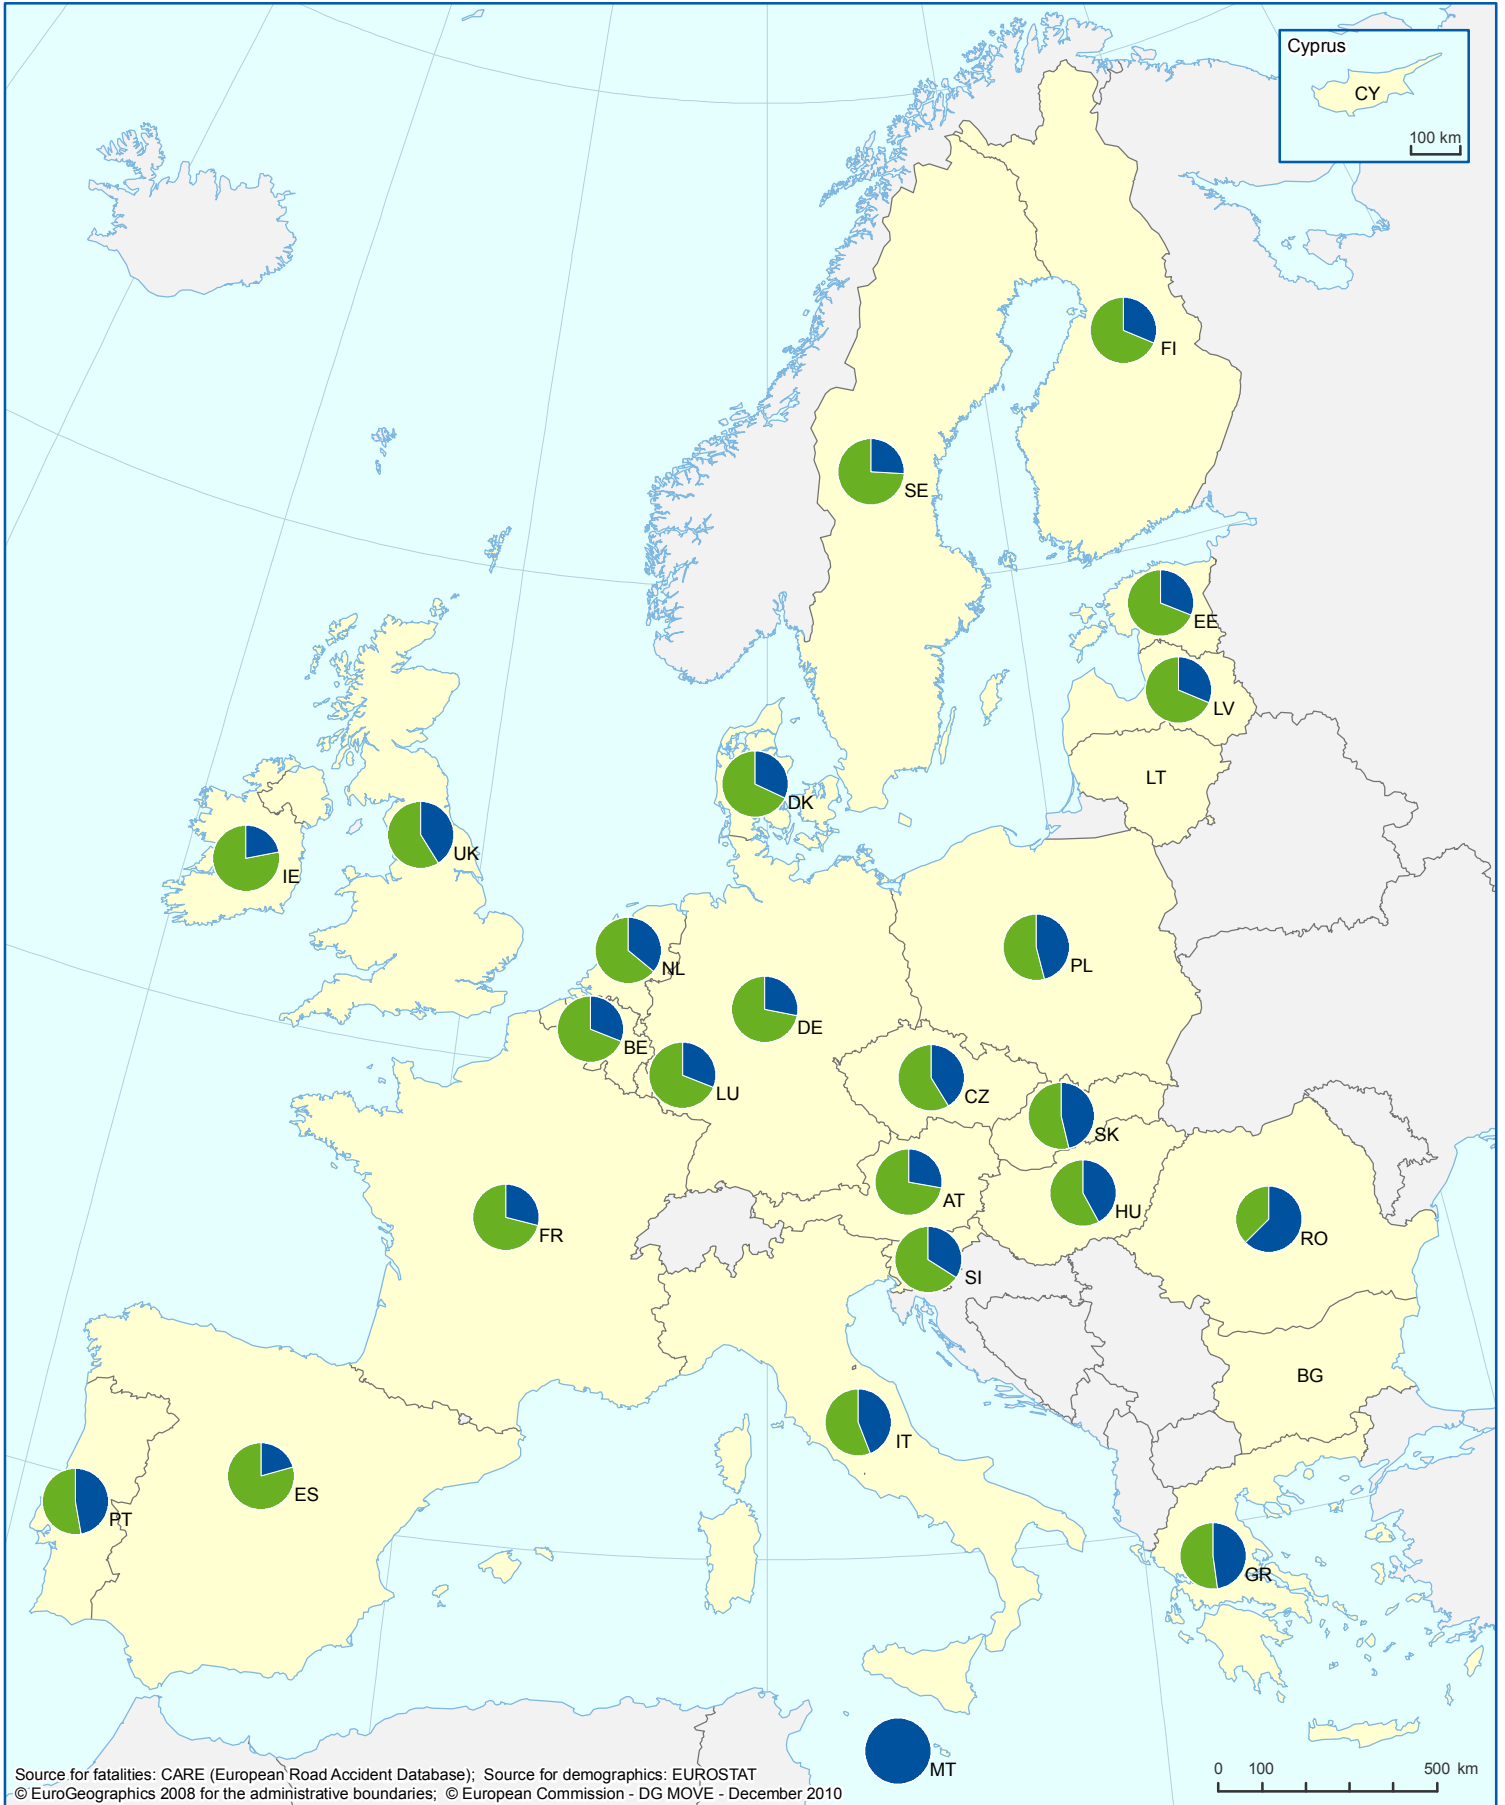 Cyprus
CY
100 km
FI
SE
EE
LV
LT
DK
UK
IE
NL
PL
DE
BE
LU
CZ
SK
AT
HU
FR
RO
SI
BG
IT
ES
PT
GR
MT
0 100 500 km
Source for fatalities: CARE (European Road Accident Database); Source for demographics: EUROSTAT
© EuroGeographics 2008 for the administrative boundaries; © European Commission - DG MOVE - December 2010